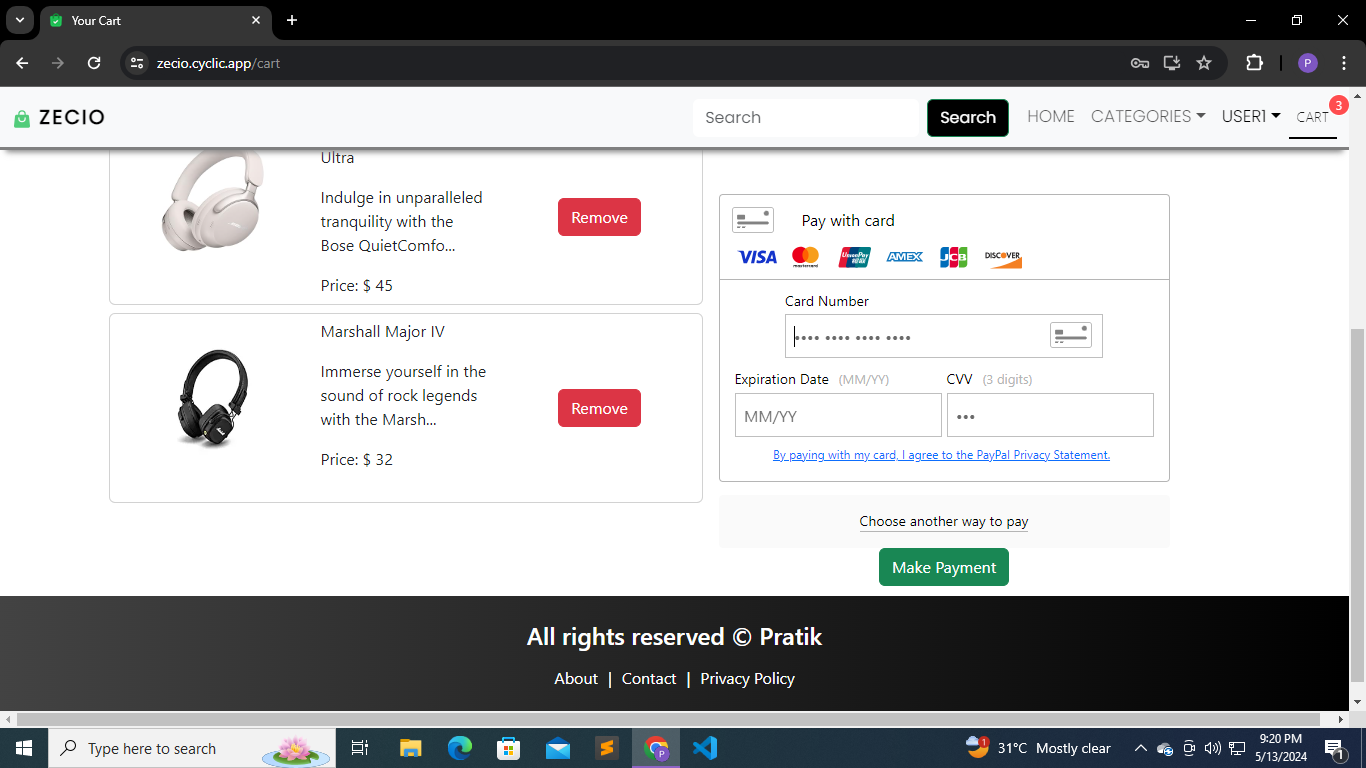 Your Cart
zecio.cyclic.app/cart
P
ZECIO
Search
Search
HOME
CATEGORIES
USER1
CART
3
Ultra
Indulge in unparalleled
tranquility with the
Bose QuietComfo...
Price: $ 45
Remove
Marshall Major IV
Immerse yourself in the
sound of rock legends
with the Marsh...
Price: $ 32
Remove
Pay with card
VISA
mastercard
UnionPay
AMEX
JCB
DISCOVER
Card Number
•••• •••• •••• ••••
Expiration Date (MM/YY)
CVV (3 digits)
MM/YY
•••
By paying with my card, I agree to the PayPal Privacy Statement.
Choose another way to pay
Make Payment
All rights reserved © Pratik
About | Contact | Privacy Policy
Type here to search
P
1
31°C Mostly clear
9:20 PM
5/13/2024
1